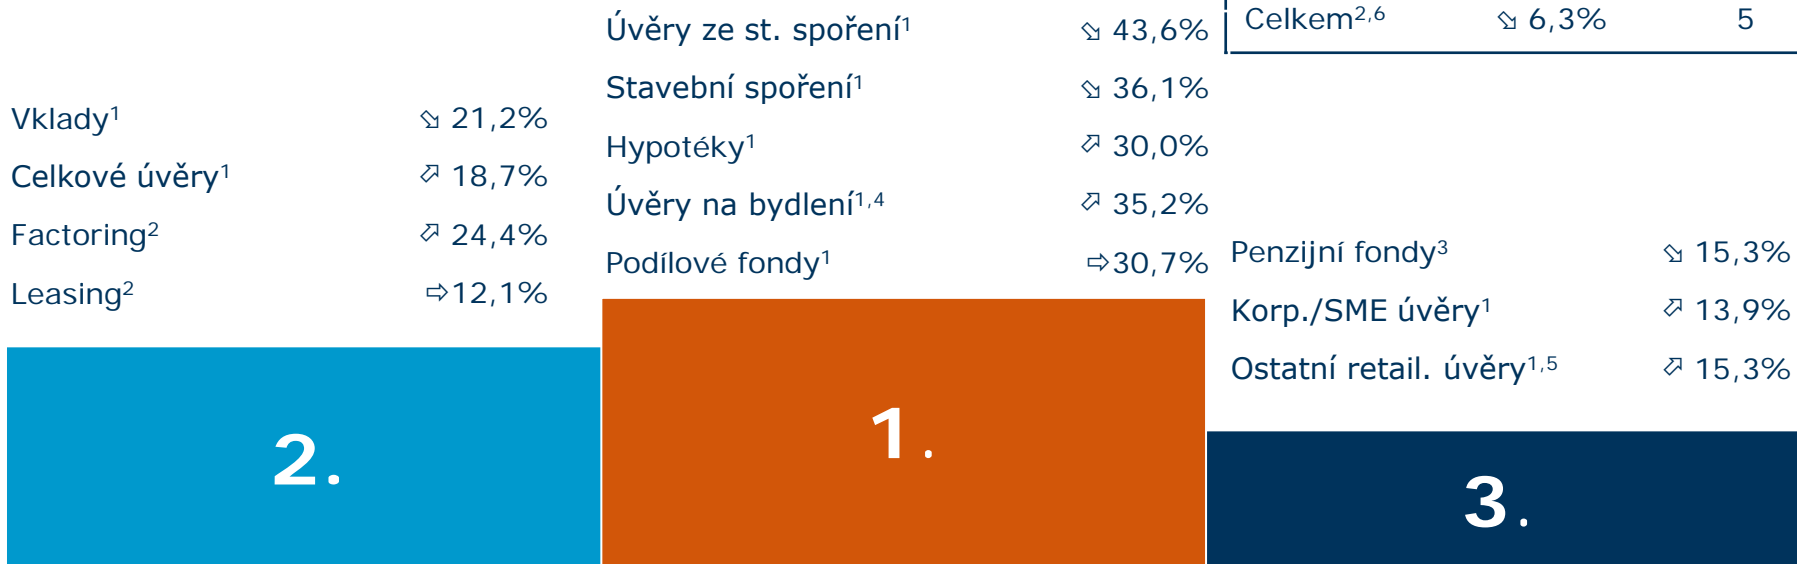 Vklady¹ ⬂ 21,2%
Celkové úvěry¹ ⬀ 18,7%
Factoring² ⬀ 24,4%
Leasing² ⇨12,1%
2.
Úvěry ze st. spoření¹ ⬂ 43,6%
Stavební spoření¹ ⬂ 36,1%
Hypotéky¹ ⬀ 30,0%
Úvěry na bydlení¹,⁴ ⬀ 35,2%
Podílové fondy¹ ⇨30,7%
1.
Celkem²,⁶ ⬂ 6,3% 5
Penzijní fondy³ ⬂ 15,3%
Korp./SME úvěry¹ ⬀ 13,9%
Ostatní retail. úvěry¹,⁵ ⬀ 15,3%
3.